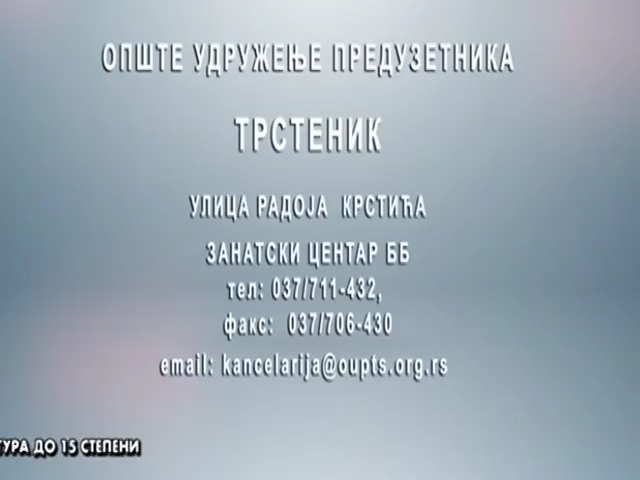 ОПШТЕ УДРУЖЕЊЕ ПРЕДУЗЕТНИКА
ТРСТЕНИК
УЛИЦА РАДОЈА КРСТИЋА
ЗАНАТСКИ ЦЕНТАР ББ
тел: 037/711-432,
факс: 037/706-430
email: kancelarija@oupts.org.rs
ТУРА ДО 15 СТЕПЕНИ